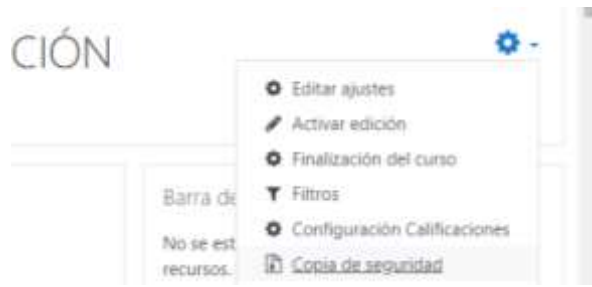 CIÓN
Editar ajustes
Activar edición
Finalización del curso
Filtros
Barra de
Configuración Calificaciones
No se est
Copia de seguridad
recursos.